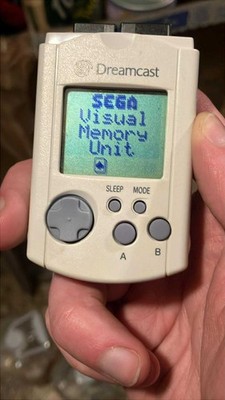 Dreamcast
SEGA
Visual
Memory
Unit
SLEEP MODE
A B